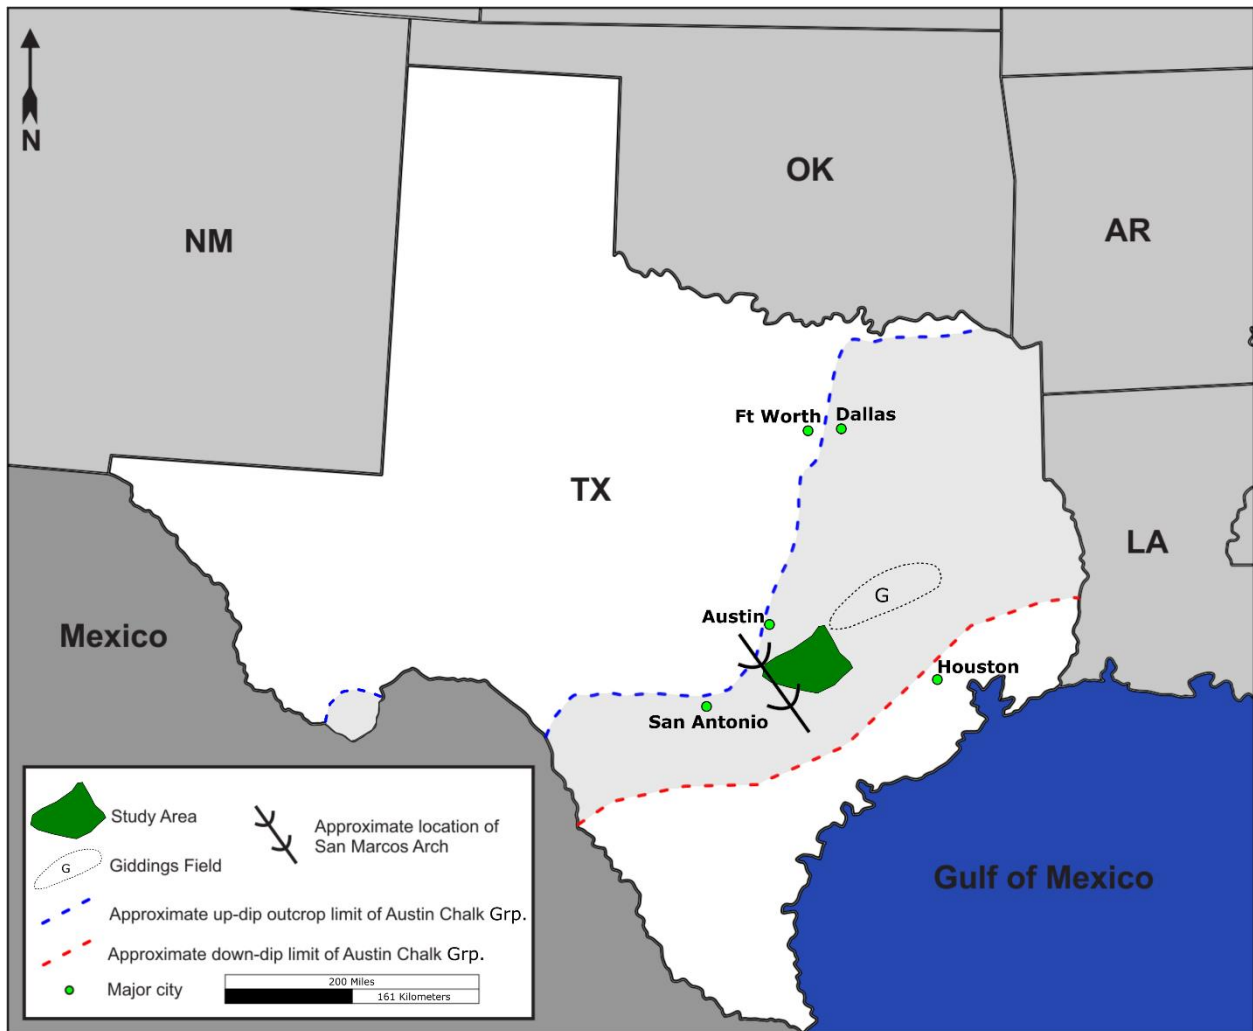 N
NM
OK
AR
TX
LA
Ft Worth
Dallas
G
Austin
Houston
San Antonio
Mexico
Gulf of Mexico
Study Area
Approximate location of
San Marcos Arch
G
Giddings Field
Approximate up-dip outcrop limit of Austin Chalk Grp.
Approximate down-dip limit of Austin Chalk Grp.
Major city
200 Miles
161 Kilometers